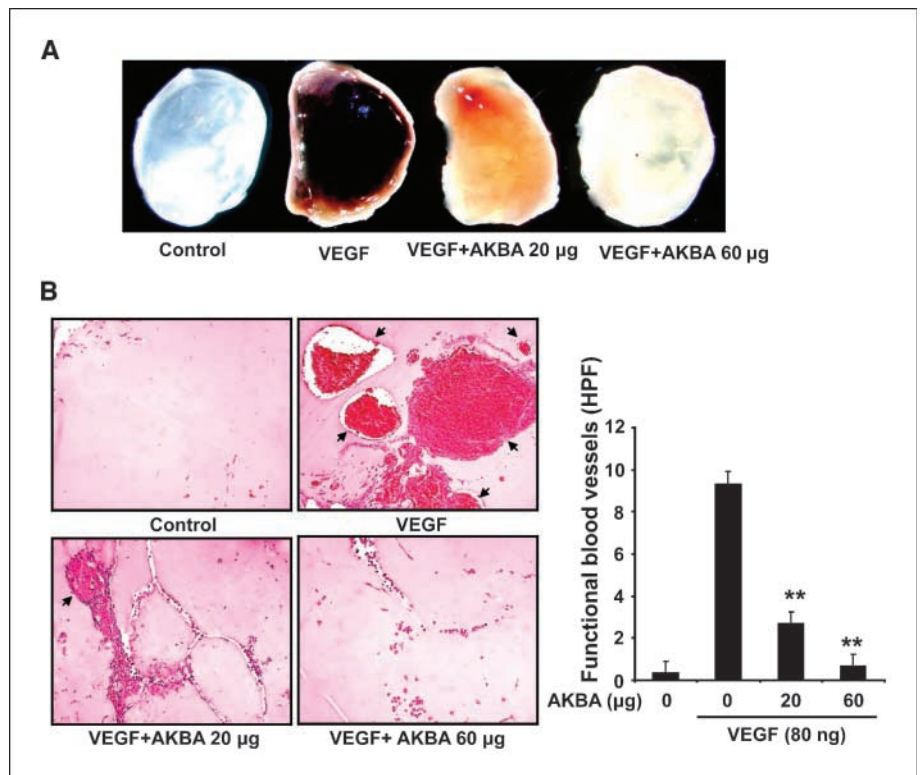 A
Control
VEGF
VEGF+AKBA 20 µg
VEGF+AKBA 60 µg
B
Control
VEGF
VEGF+AKBA 20 µg
VEGF+ AKBA 60 µg
Functional blood vessels (HPF)
12
10
8
6
4
2
0
**
**
AKBA (µg) 0 0 20 60
VEGF (80 ng)